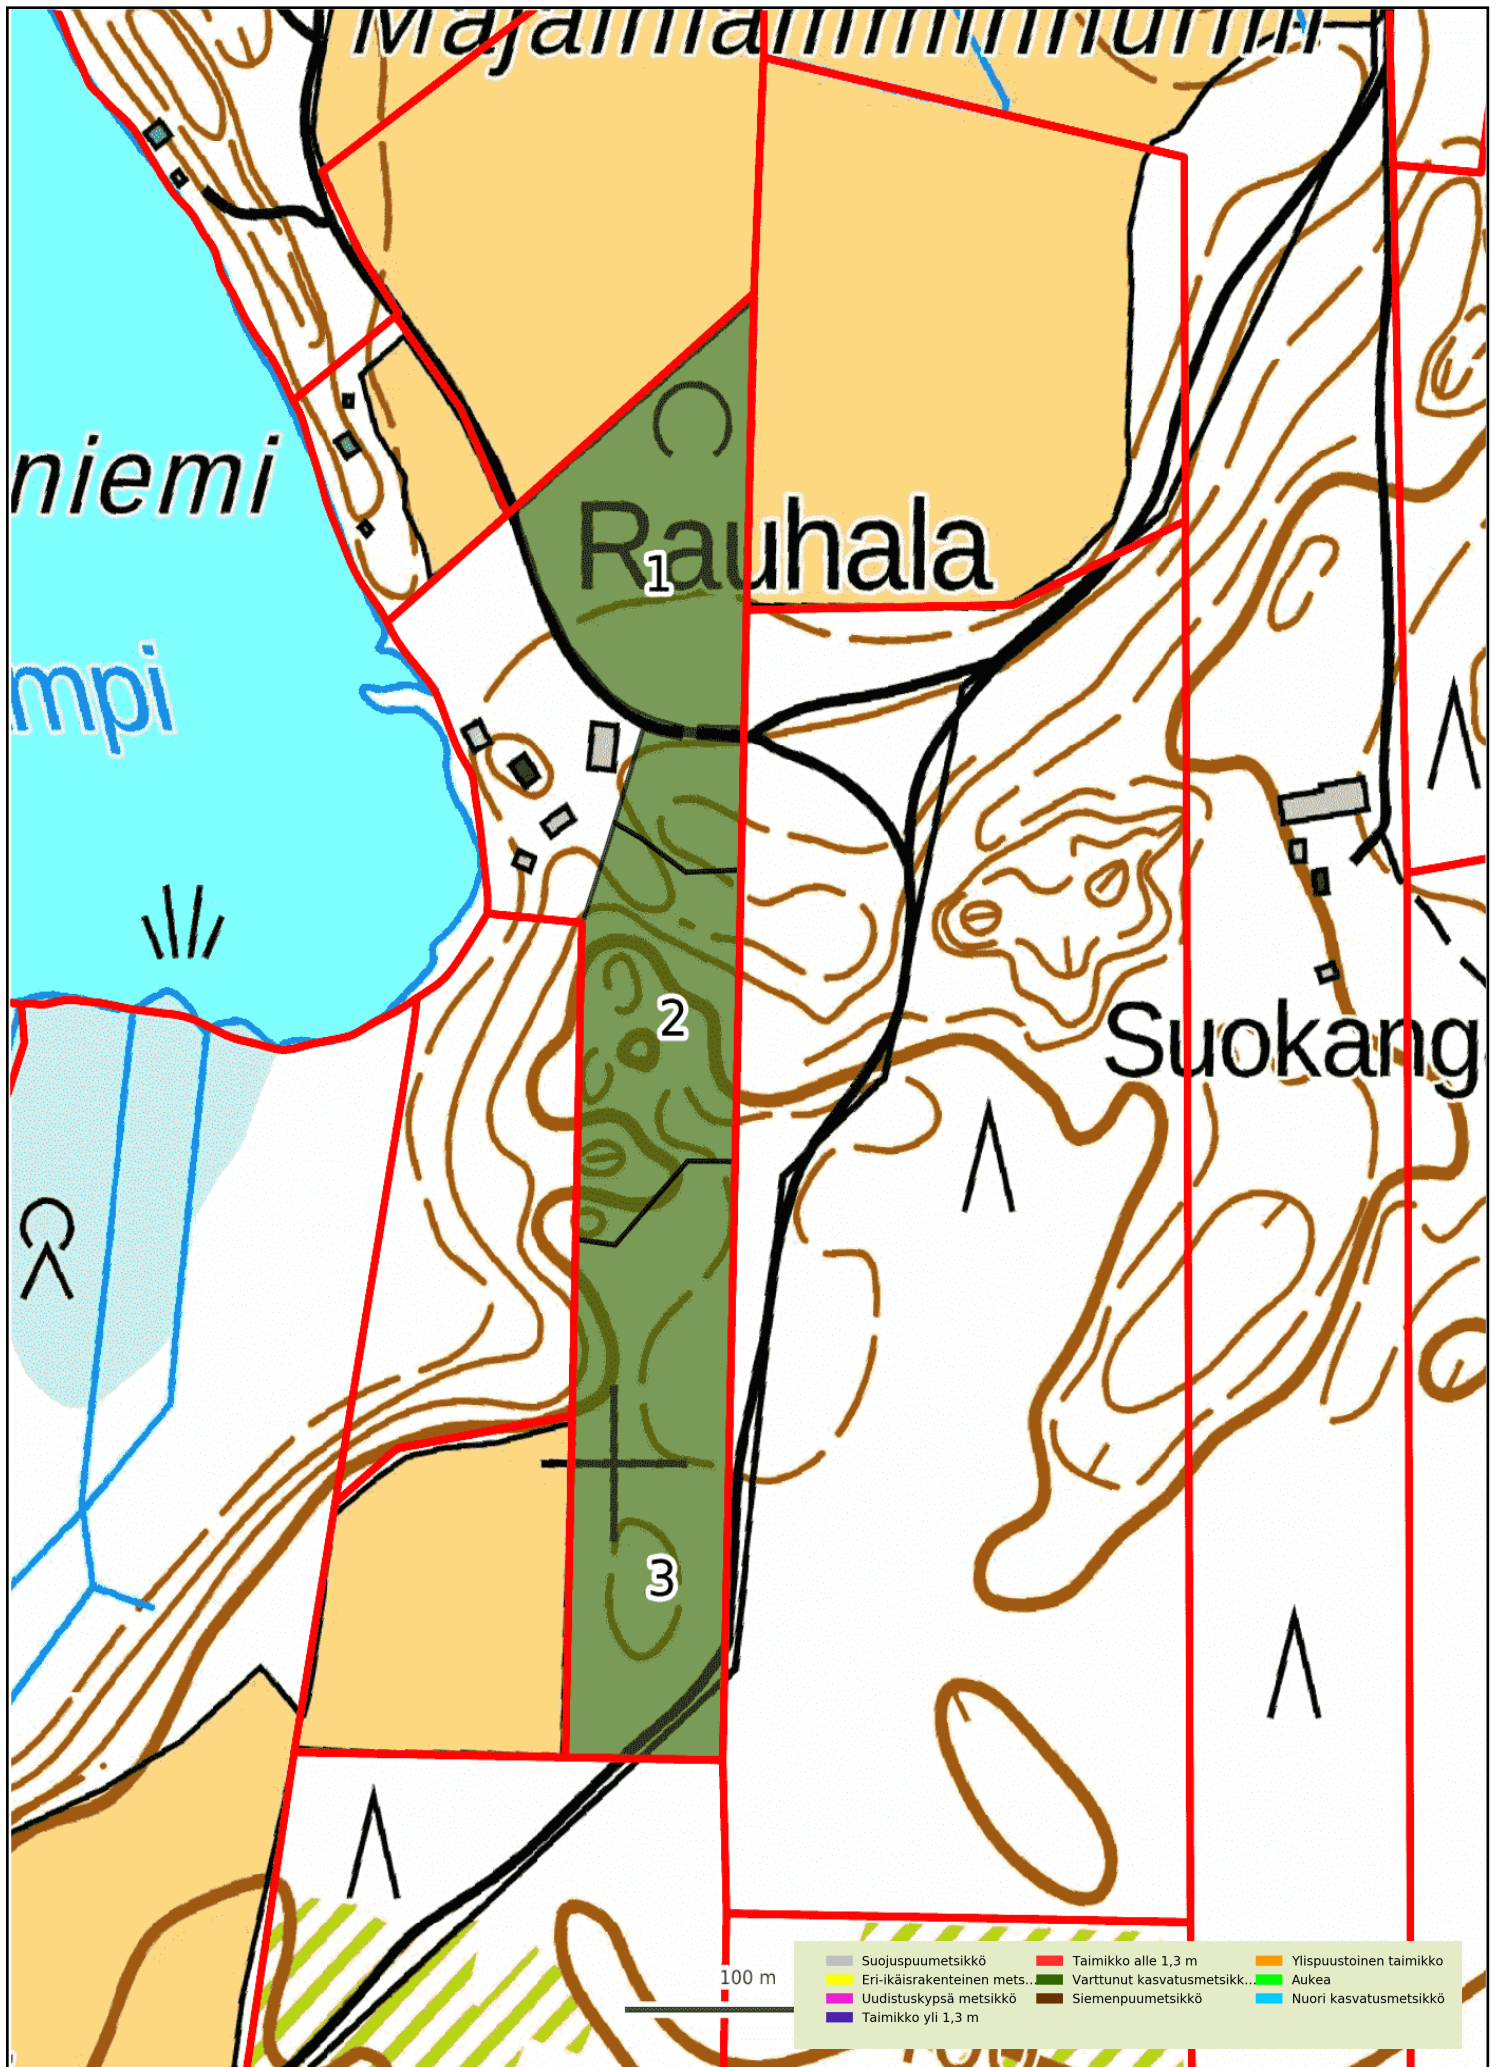 niemi
Rauhala
1
mpi
2
Suokang
3
100 m
Suojuspuumetsikkö
Taimikko alle 1,3 m
Ylispuustoinen taimikko
Eri-ikäisrakenteinen mets...
Varttunut kasvatusmetsikk...
Aukea
Uudistuskypsä metsikkö
Siemenpuumetsikkö
Nuori kasvatusmetsikkö
Taimikko yli 1,3 m